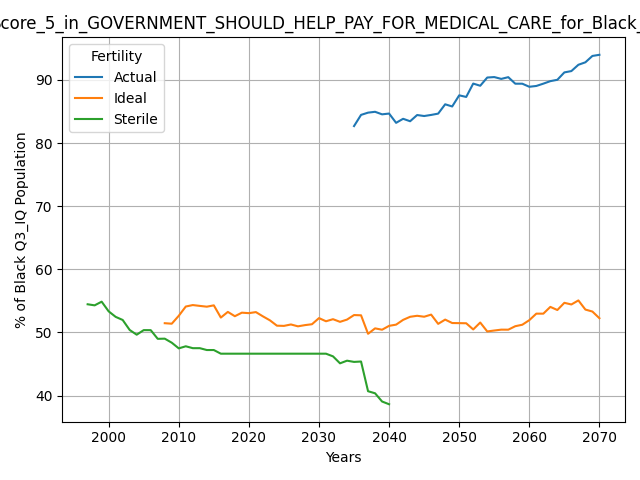 core_5_in_GOVERNMENT_SHOULD_HELP_PAY_FOR_MEDICAL_CARE_for_Black_
Fertility
Actual
Ideal
Sterile
% of Black Q3_IQ Population
90
80
70
60
50
40
2000 2010 2020 2030 2040 2050 2060 2070
Years